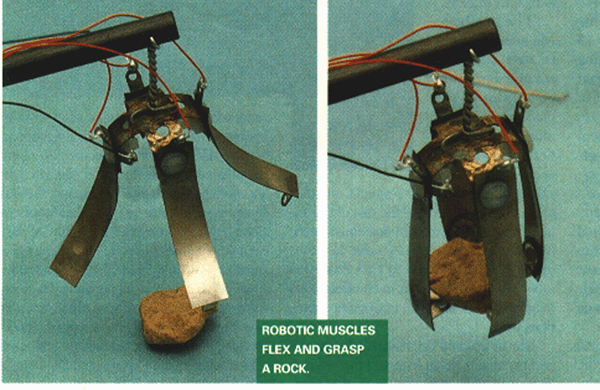 ROBOTIC MUSCLES
FLEX AND GRASP
A ROCK.